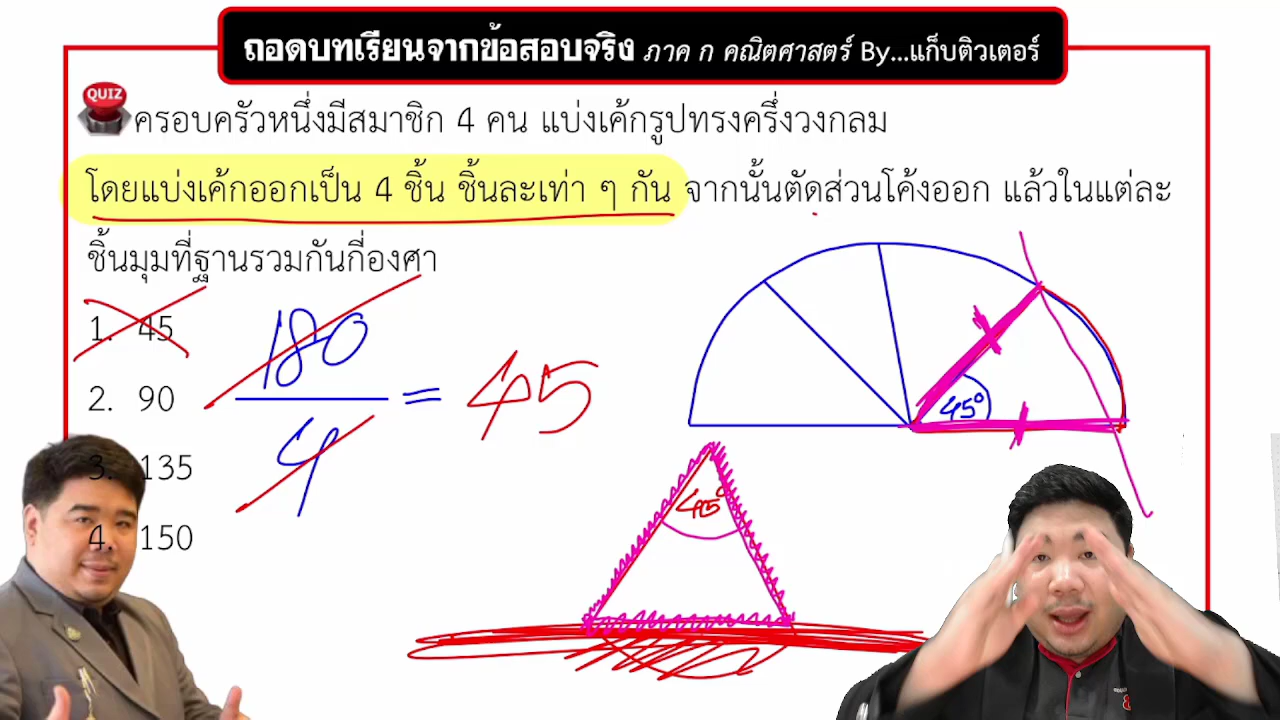 ถอดบทเรียนจากข้อสอบจริง ภาค ก คณิตศาสตร์ By...แก็บติวเตอร์
QUIZ
ครอบครัวหนึ่งมีสมาชิก 4 คน แบ่งเค้กรูปทรงครึ่งวงกลม
โดยแบ่งเค้กออกเป็น 4 ชิ้น ชิ้นละเท่า ๆ กัน จากนั้นตัดส่วนโค้งออก แล้วในแต่ละ
ชิ้นมุมที่ฐานรวมกันกี่องศา
1. 45
2. 90
3. 135
4. 150
180
4
= 45
45°
45°